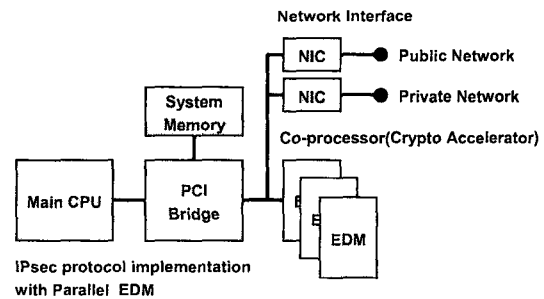 Network Interface
NIC
Public Network
NIC
Private Network
System
Memory
Co-processor(Crypto Accelerator)
Main CPU
PCI
Bridge
EDM
IPsec protocol implementation
with Parallel EDM